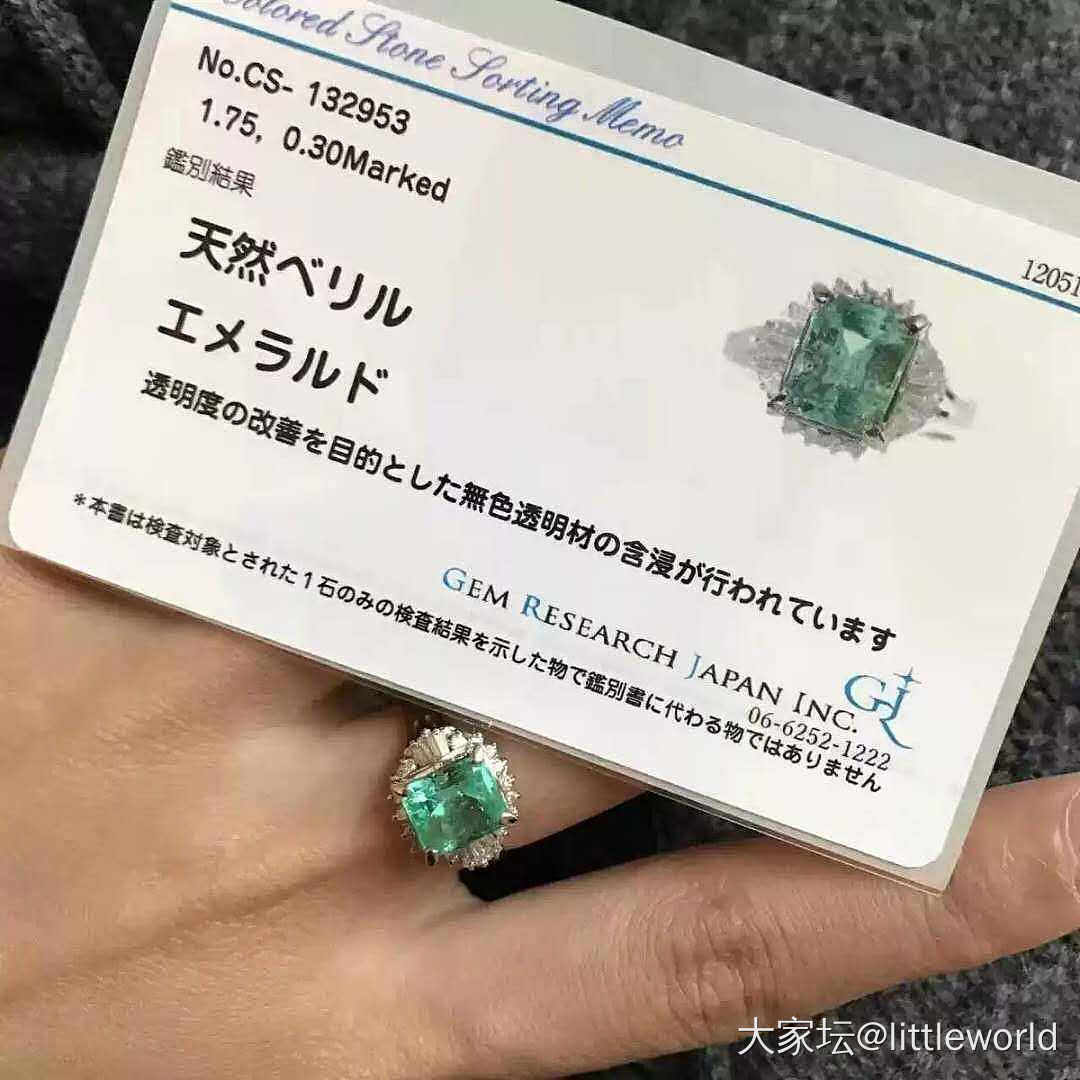 Colored Stone Sorting Memo
No.CS- 132953
1.75, 0.30Marked
12051
鑑別結果
天然ベリル
エメラルド
透明度の改善を目的とした無色透明材の含浸が行われています
GEM RESEARCH JAPAN INC.
GJR
06-6252-1222
*本書は検査対象とされた1石のみの検査結果を示した物で鑑別書に代わる物ではありません
大家坛@littleworld